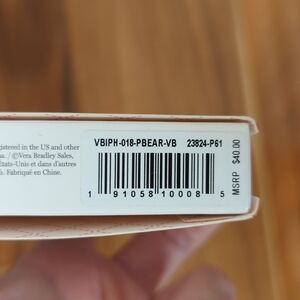 gistered in the US and other
a. / ©Vera Bradley Sales,
États-Unis et dans d'autres
Fabriqué en Chine.
VBIPH-018-PBEAR-VB 23824-P61
1 91058 10008 5
MSRP $40.00